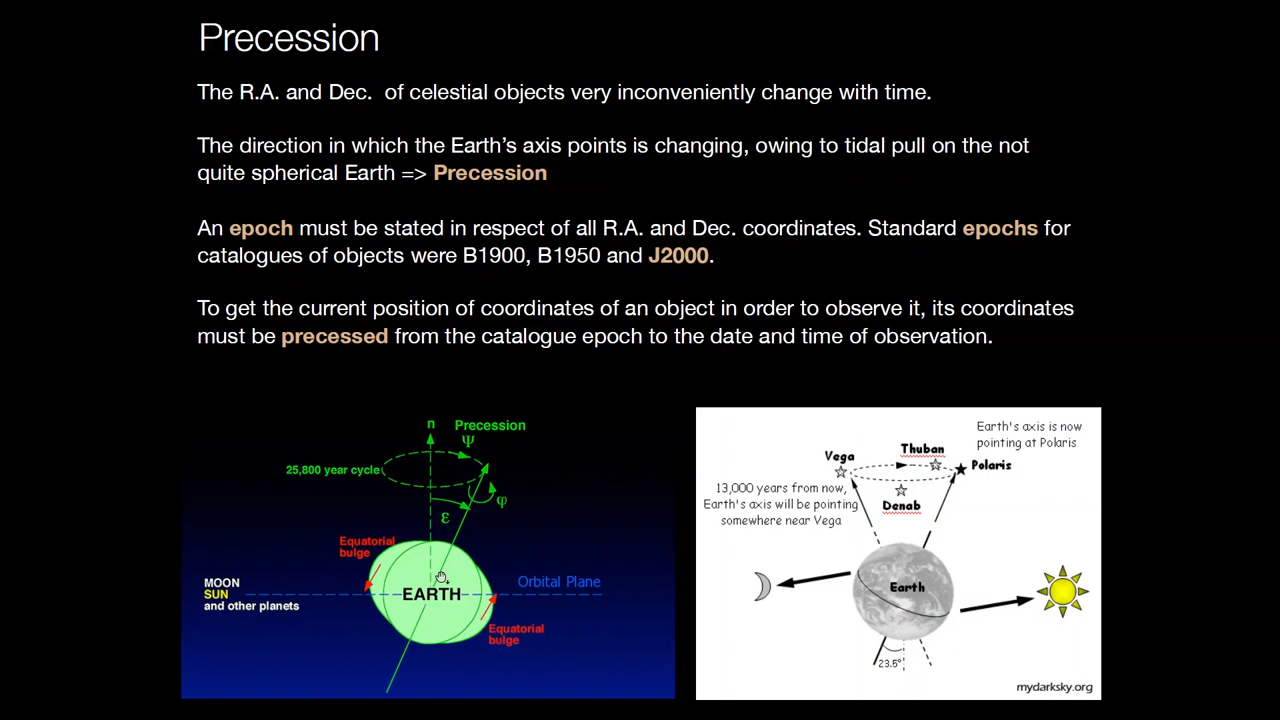 Precession
The R.A. and Dec.  of celestial objects very inconveniently change with time.
The direction in which the Earth’s axis points is changing, owing to tidal pull on the not
quite spherical Earth => Precession
An epoch must be stated in respect of all R.A. and Dec. coordinates. Standard epochs for
catalogues of objects were B1900, B1950 and J2000.
To get the current position of coordinates of an object in order to observe it, its coordinates
must be precessed from the catalogue epoch to the date and time of observation.
n
Precession
Ψ
25,800 year cycle
φ
ε
Equatorial
bulge
MOON
SUN
and other planets
EARTH
Orbital Plane
Equatorial
bulge
Earth's axis is now
pointing at Polaris
Vega
Thuban
Polaris
Denab
13,000 years from now,
Earth's axis will be pointing
somewhere near Vega
Earth
23.5°
mydarksky.org